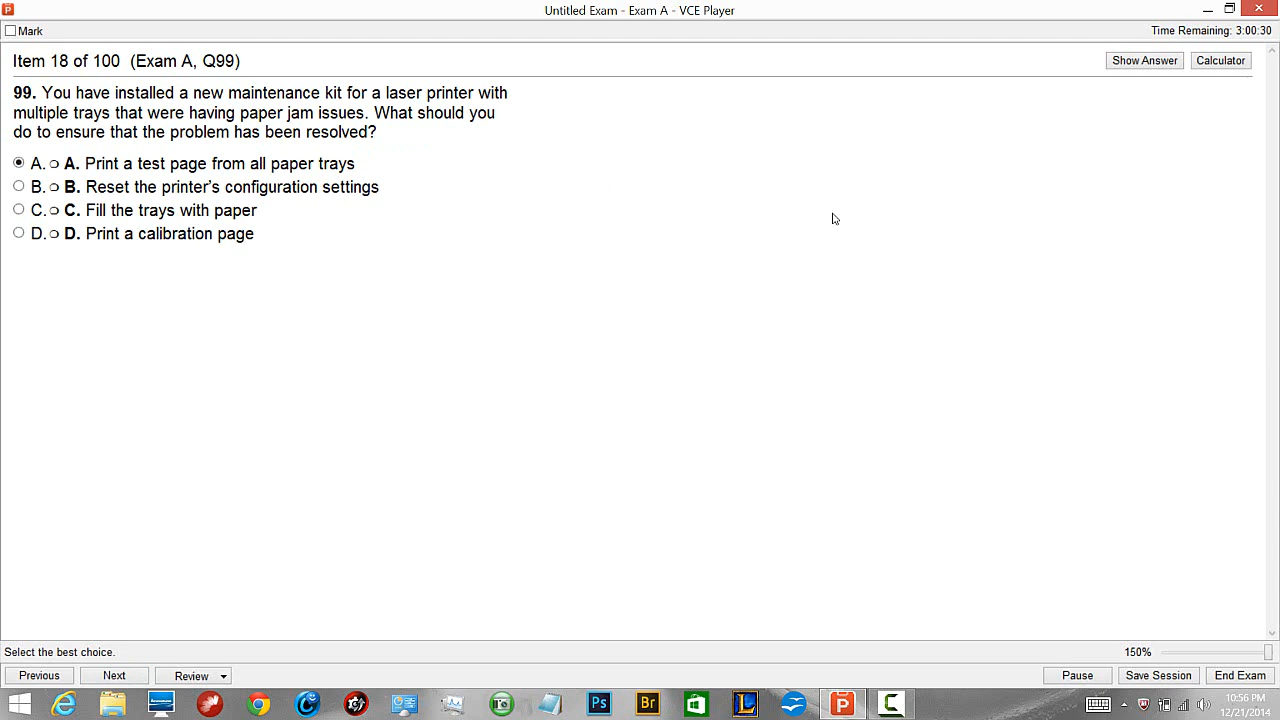 Untitled Exam - Exam A - VCE Player
Mark
Time Remaining: 3:00:30
Item 18 of 100 (Exam A, Q99)
Show Answer
Calculator
99. You have installed a new maintenance kit for a laser printer with
multiple trays that were having paper jam issues. What should you
do to ensure that the problem has been resolved?
A. A. Print a test page from all paper trays
B. B. Reset the printer's configuration settings
C. C. Fill the trays with paper
D. D. Print a calibration page
Select the best choice.
150%
Previous
Next
Review
Pause
Save Session
End Exam
Ps
Br
10:56 PM
12/21/2014